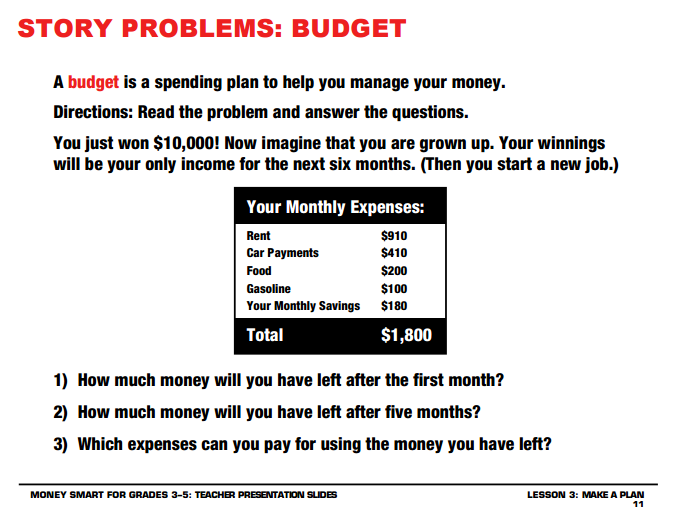 STORY PROBLEMS: BUDGET
A budget is a spending plan to help you manage your money.
Directions: Read the problem and answer the questions.
You just won $10,000! Now imagine that you are grown up. Your winnings
will be your only income for the next six months. (Then you start a new job.)
Your Monthly Expenses:
Rent $910
Car Payments $410
Food $200
Gasoline $100
Your Monthly Savings $180
Total $1,800
1) How much money will you have left after the first month?
2) How much money will you have left after five months?
3) Which expenses can you pay for using the money you have left?
MONEY SMART FOR GRADES 3–5: TEACHER PRESENTATION SLIDES LESSON 3: MAKE A PLAN
11